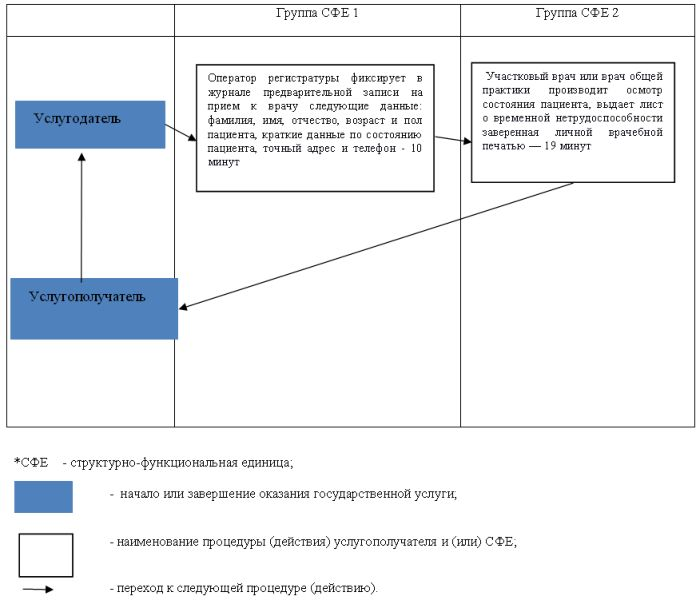 Группа СФЕ 1
Группа СФЕ 2
Услугодатель
Оператор регистратуры фиксирует в
журнале предварительной записи на
прием к врачу следующие данные:
фамилия, имя, отчество, возраст и пол
пациента, краткие данные по состоянию
пациента, точный адрес и телефон - 10
минут
Участковый врач или врач общей
практики производит осмотр
состояния пациента, выдает лист
о временной нетрудоспособности
заверенная личной врачебной
печатью — 19 минут
Услугополучатель
*СФЕ - структурно-функциональная единица;
- начало или завершение оказания государственной услуги;
- наименование процедуры (действия) услугополучателя и (или) СФЕ;
- переход к следующей процедуре (действию).